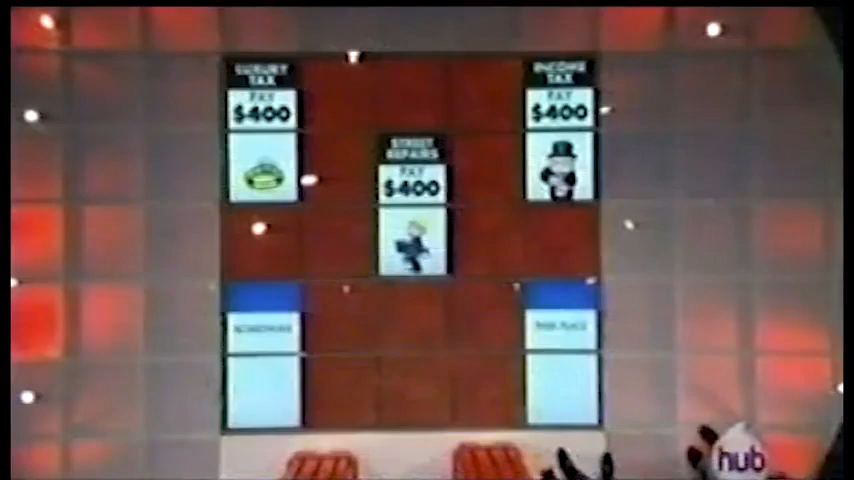 LUXURY
TAX
PAY
$400
INCOME
TAX
PAY
$400
STREET
REPAIRS
PAY
$400
BOARDWALK
PARK PLACE
hub